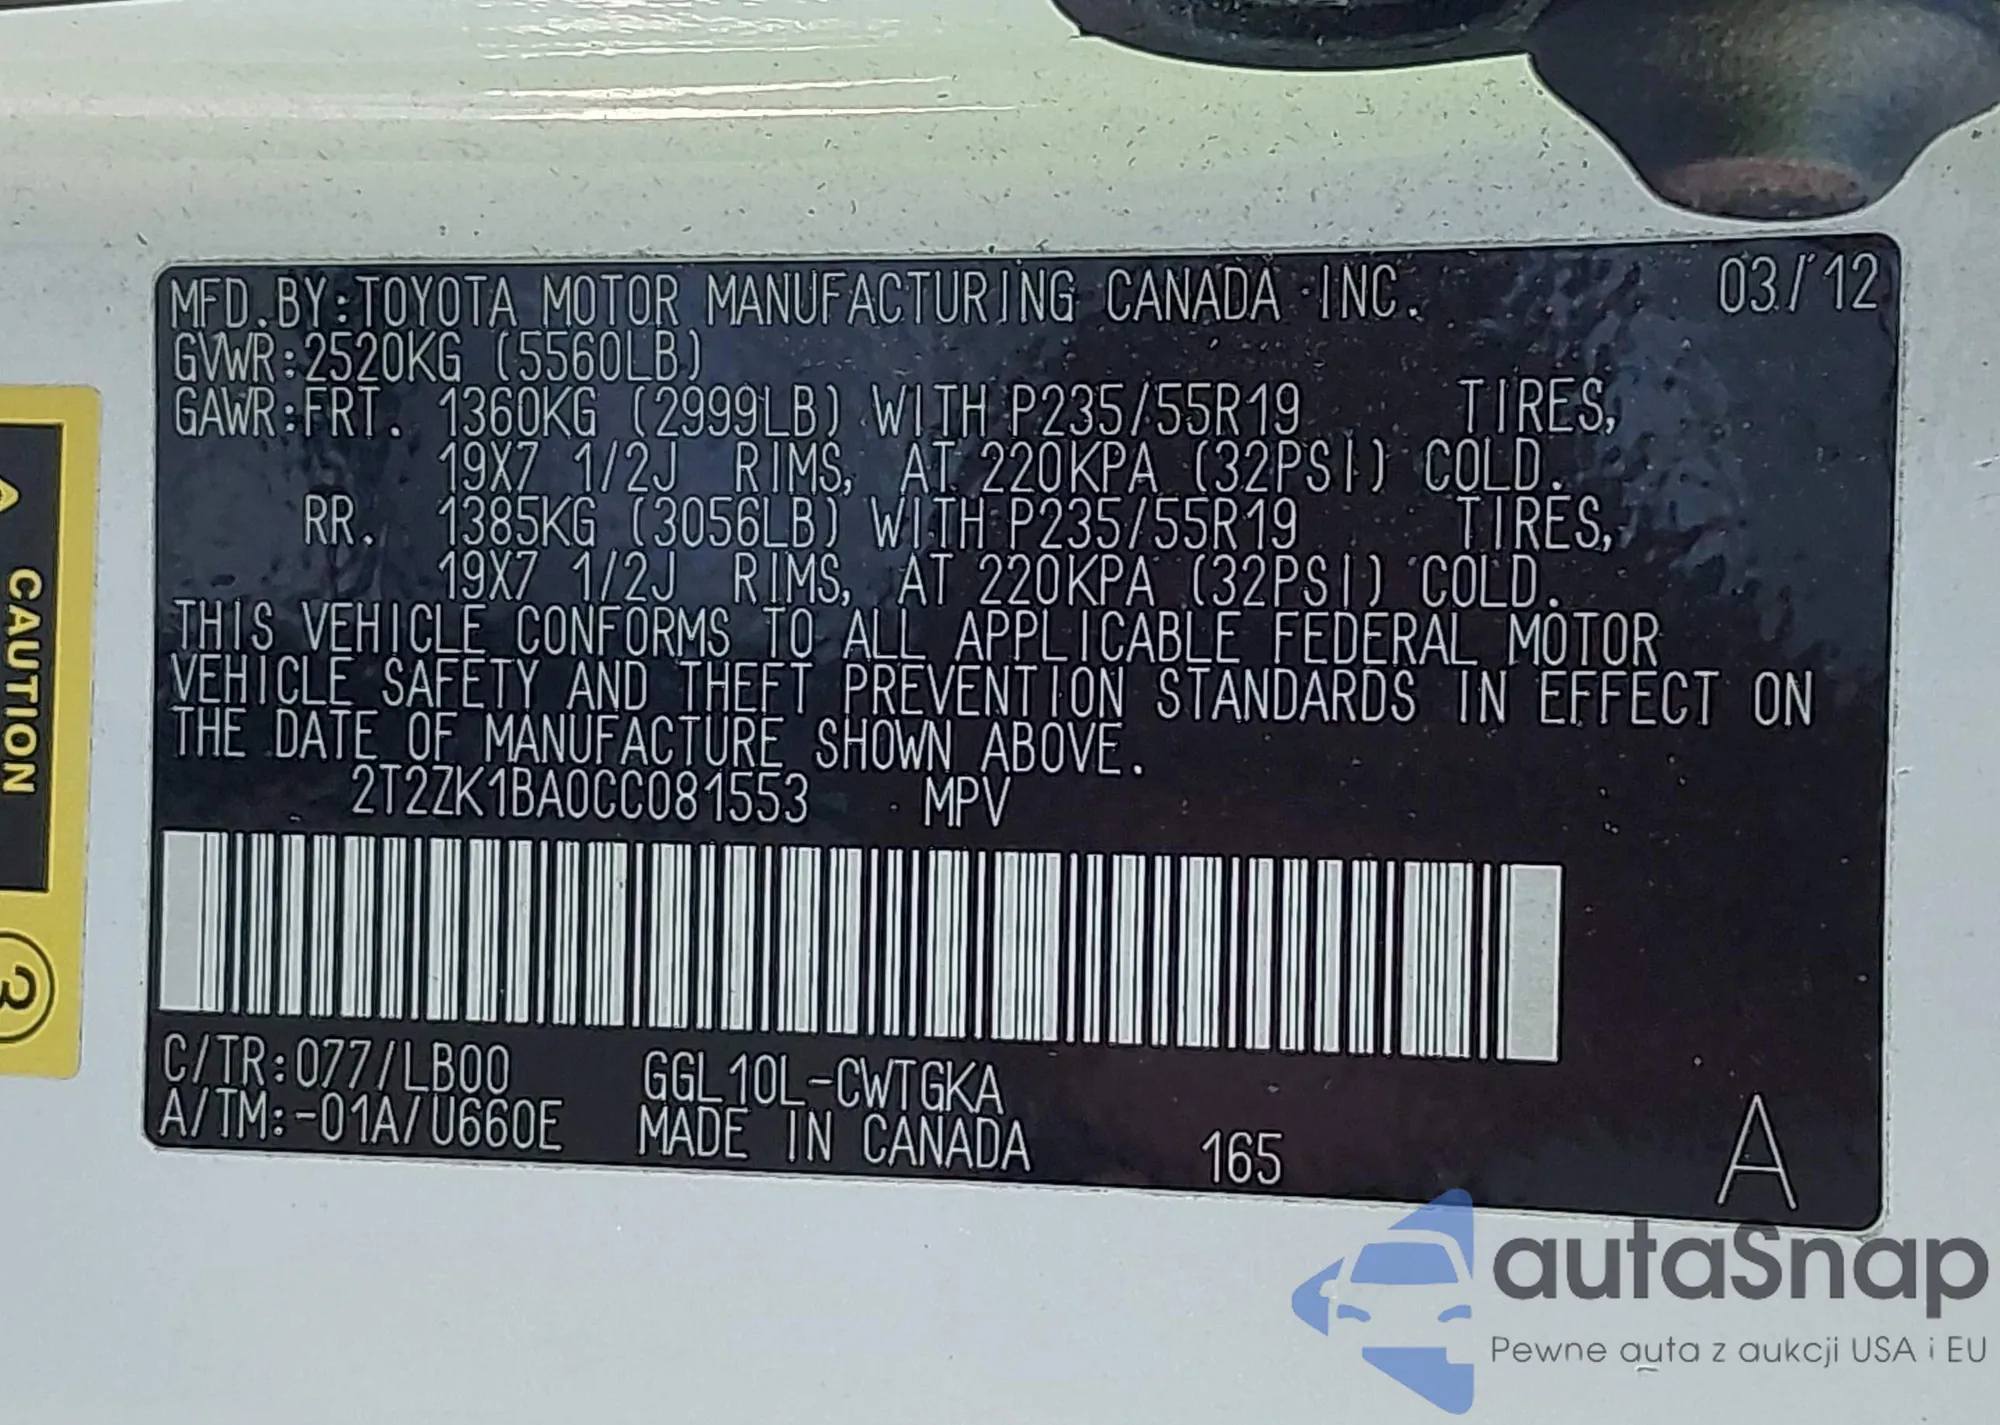 MFD.BY:TOYOTA MOTOR MANUFACTURING CANADA INC. 03/12
GVWR:2520KG (5560LB)
GAWR:FRT. 1360KG (2999LB) WITH P235/55R19 TIRES,
19X7 1/2J RIMS, AT 220KPA (32PSI) COLD.
RR. 1385KG (3056LB) WITH P235/55R19 TIRES,
19X7 1/2J RIMS, AT 220KPA (32PSI) COLD.
THIS VEHICLE CONFORMS TO ALL APPLICABLE FEDERAL MOTOR
VEHICLE SAFETY AND THEFT PREVENTION STANDARDS IN EFFECT ON
THE DATE OF MANUFACTURE SHOWN ABOVE.
2T2ZK1BA0CC081553 MPV
C/TR:077/LB00 GGL10L-CWTGKA
A/TM:-01A/U660E MADE IN CANADA 165 A
CAUTION
3
autoSnap
Pewne auta z aukcji USA i EU